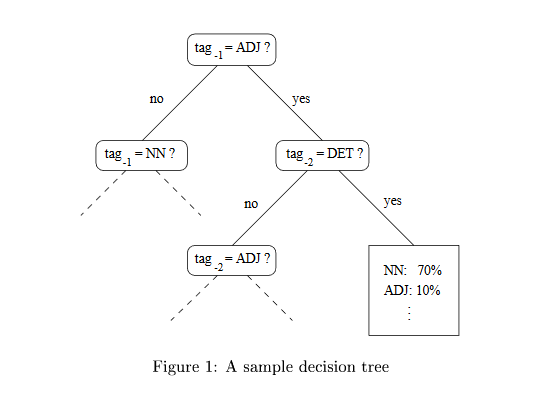 tag-1 = ADJ ?
no
yes
tag-1 = NN ?
tag-2 = DET ?
no
yes
tag-2 = ADJ ?
NN: 70%
ADJ: 10%
⋮
Figure 1: A sample decision tree